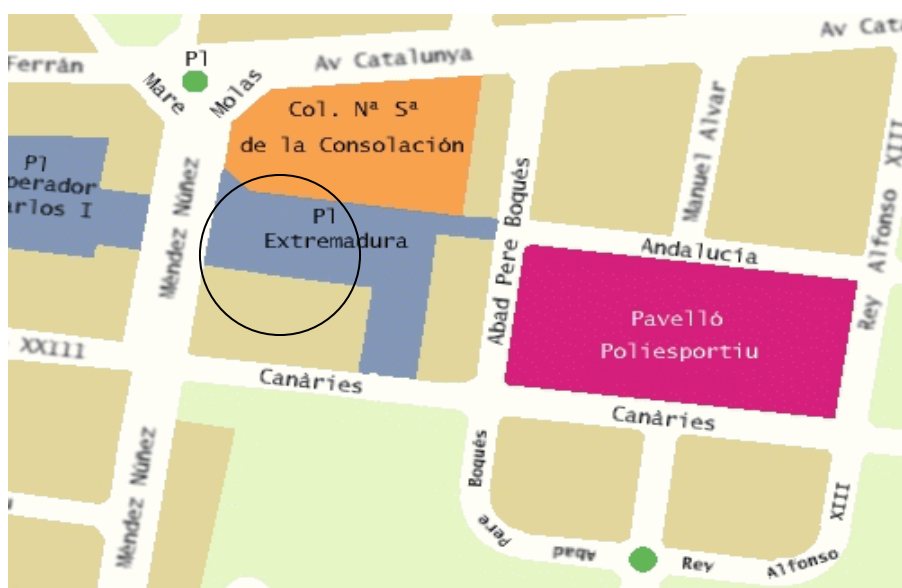 Av Cata
Pl
Ferrán
Mare
Molas
Av Catalunya
Col. Nª Sª
de la Consolación
Manuel Alvar
Rey Alfonso XIII
Pl
perador
arlos I
Méndez Núñez
Pl
Extremadura
Abad Pere Boqués
Andalucía
Pavelló
Poliesportiu
XXIII
Canàries
Canàries
Méndez Núñez
Boqués
Pere
Abad
Rey
Alfonso
XIII